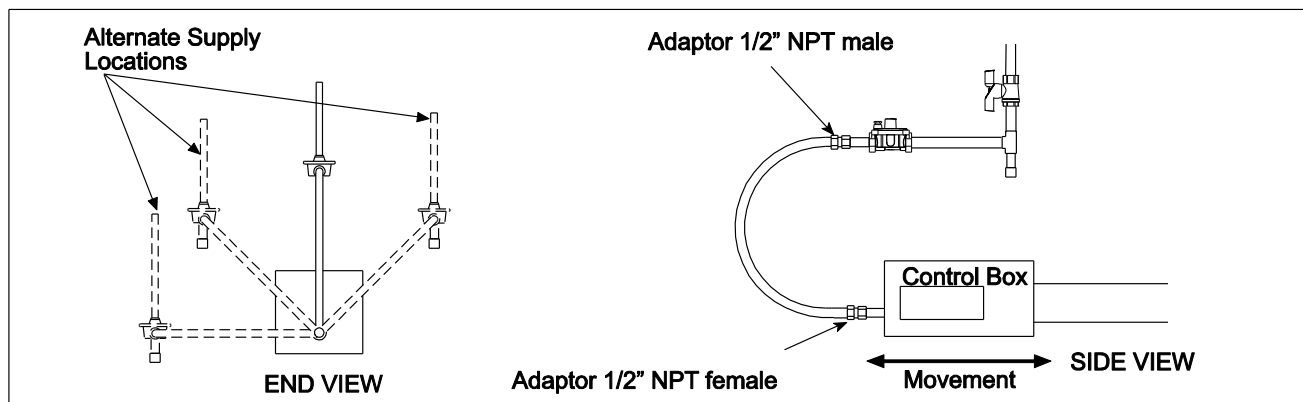 Alternate Supply
Locations
END VIEW
Adaptor 1/2” NPT male
Control Box
Adaptor 1/2” NPT female
Movement
SIDE VIEW